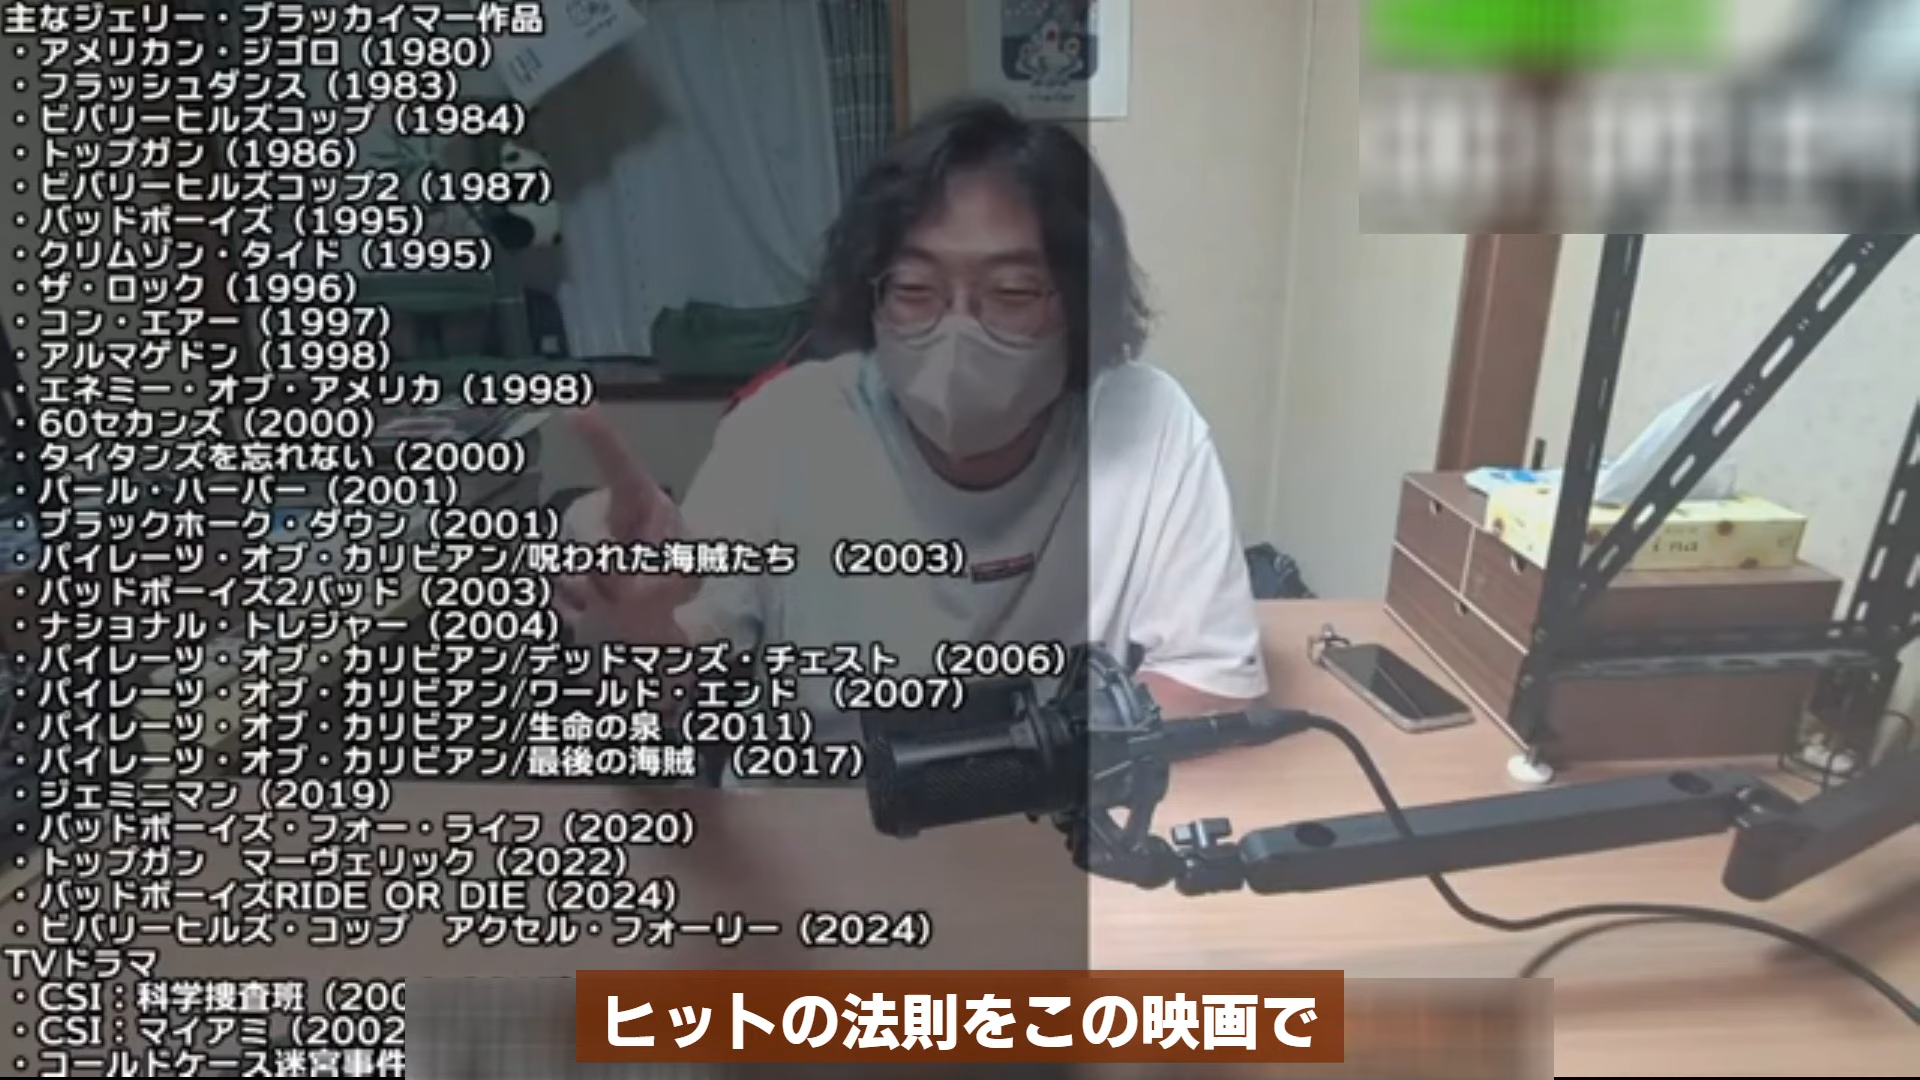 主なジェリー・ブラッカイマー作品
・アメリカン・ジゴロ（1980）
・フラッシュダンス（1983）
・ビバリーヒルズコップ（1984）
・トップガン（1986）
・ビバリーヒルズコップ2（1987）
・バッドボーイズ（1995）
・クリムゾン・タイド（1995）
・ザ・ロック（1996）
・コン・エアー（1997）
・アルマゲドン（1998）
・エネミー・オブ・アメリカ（1998）
・60セカンズ（2000）
・タイタンズを忘れない（2000）
・パール・ハーバー（2001）
・ブラックホーク・ダウン（2001）
・パイレーツ・オブ・カリビアン/呪われた海賊たち　（2003）
・バッドボーイズ2バッド（2003）
・ナショナル・トレジャー（2004）
・パイレーツ・オブ・カリビアン/デッドマンズ・チェスト　（2006）
・パイレーツ・オブ・カリビアン/ワールド・エンド　（2007）
・パイレーツ・オブ・カリビアン/生命の泉（2011）
・パイレーツ・オブ・カリビアン/最後の海賊　（2017）
・ジェミニマン（2019）
・バッドボーイズ・フォー・ライフ（2020）
・トップガン　マーヴェリック（2022）
・バッドボーイズRIDE OR DIE（2024）
・ビバリーヒルズ・コップ　アクセル・フォーリー（2024）
TVドラマ
・CSI：科学捜査班（200
・CSI：マイアミ（2002
・コールドケース迷宮事件
ヒットの法則をこの映画で